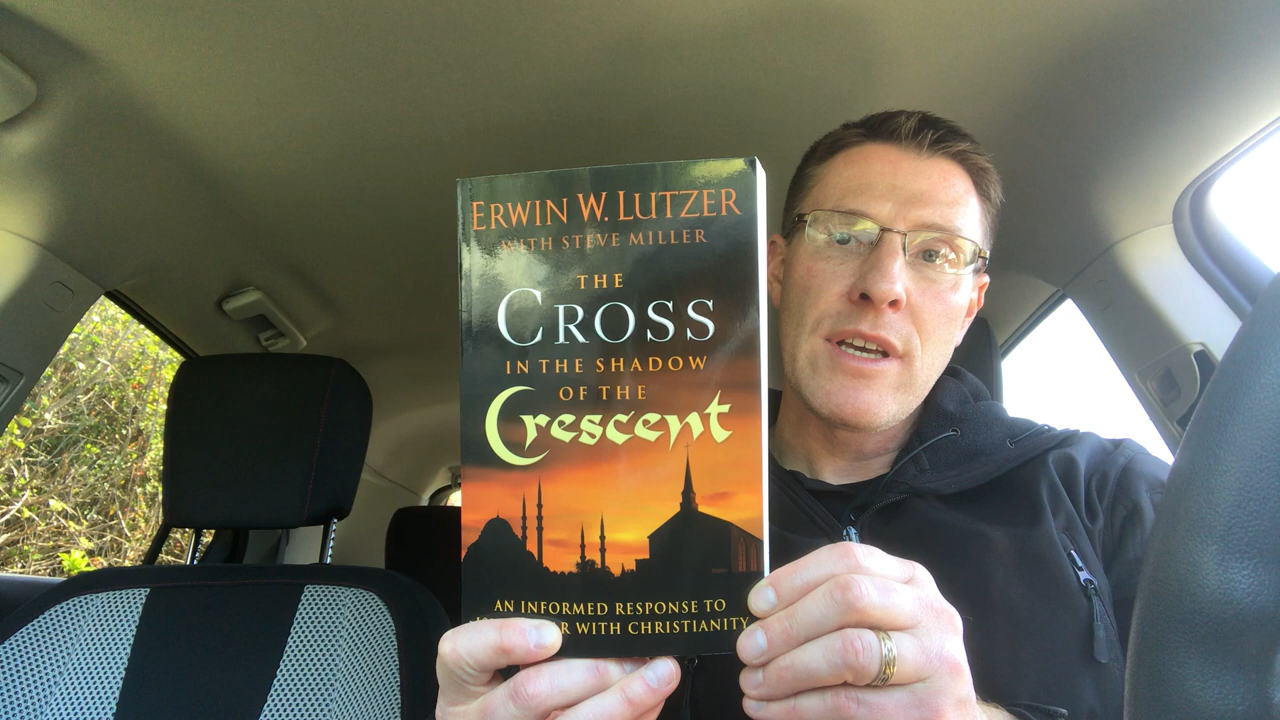 ERWIN W. LUTZER
WITH STEVE MILLER
THE
CROSS
IN THE SHADOW
OF THE
Crescent
AN INFORMED RESPONSE TO
WITH CHRISTIANITY